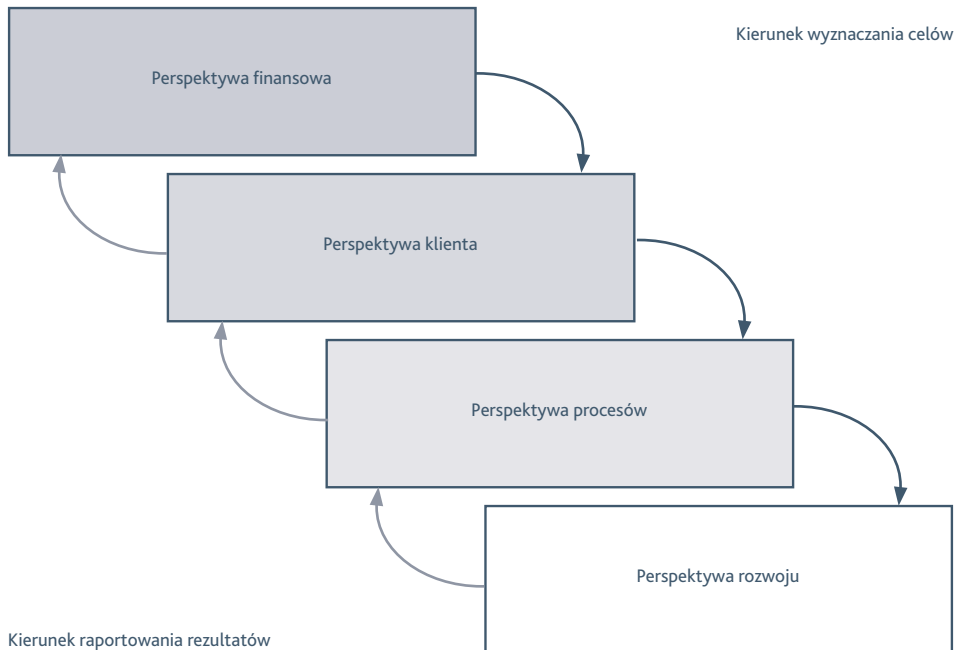 Kierunek wyznaczania celów
Perspektywa finansowa
Perspektywa klienta
Perspektywa procesów
Perspektywa rozwoju
Kierunek raportowania rezultatów